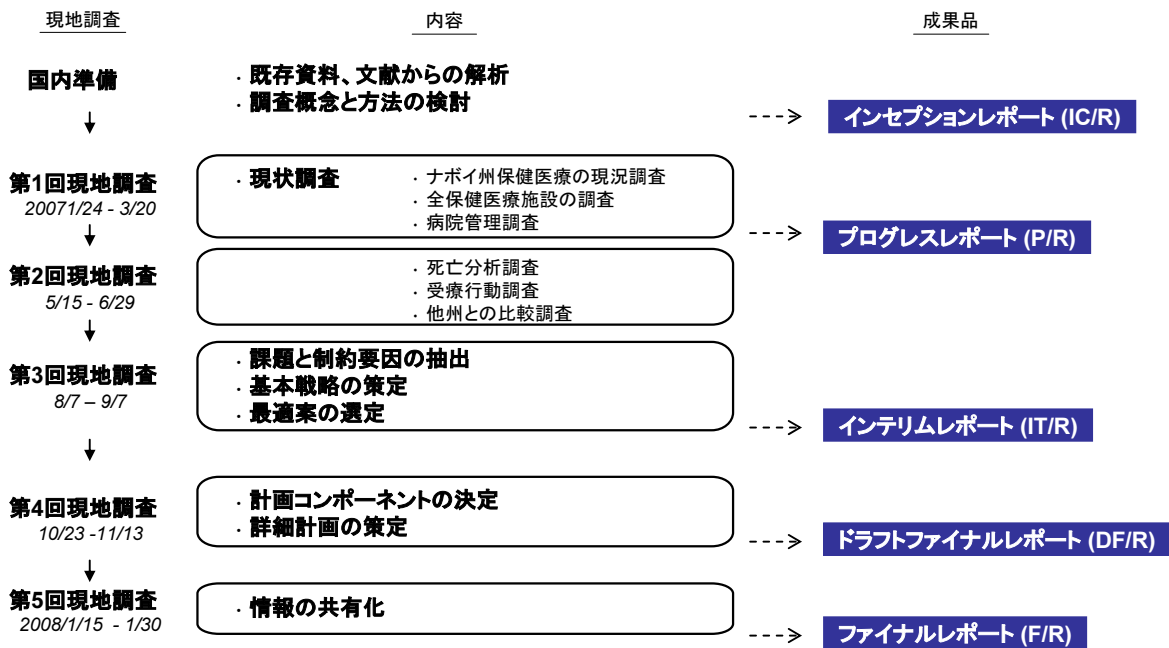 現地調査
内容
成果品
国内準備
・既存資料、文献からの解析
・調査概念と方法の検討
インセプションレポート (IC/R)
第1回現地調査
20071/24 - 3/20
・現状調査
・ナボイ州保健医療の現況調査
・全保健医療施設の調査
・病院管理調査
プログレスレポート (P/R)
第2回現地調査
5/15 - 6/29
・死亡分析調査
・受療行動調査
・他州との比較調査
第3回現地調査
8/7 – 9/7
・課題と制約要因の抽出
・基本戦略の策定
・最適案の選定
インテリムレポート (IT/R)
第4回現地調査
10/23 -11/13
・計画コンポーネントの決定
・詳細計画の策定
ドラフトファイナルレポート (DF/R)
第5回現地調査
2008/1/15 - 1/30
・情報の共有化
ファイナルレポート (F/R)